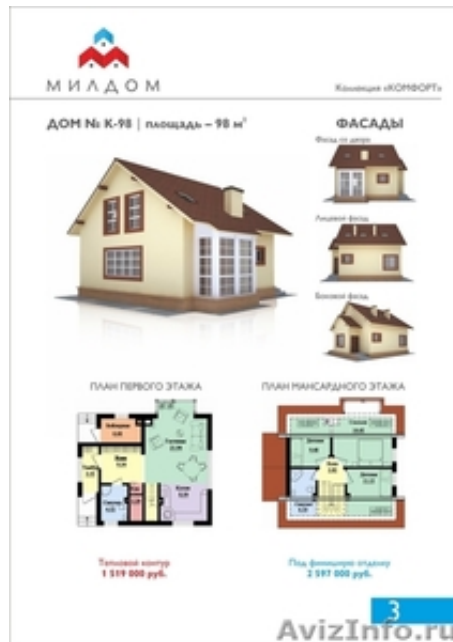 МИЛДОМ
Коллекция «КОМФОРТ»
ДОМ № К-98 | площадь – 98 м²
ФАСАДЫ
Фасад со двора
Лицевой фасад
Боковой фасад
ПЛАН ПЕРВОГО ЭТАЖА
ПЛАН МАНСАРДНОГО ЭТАЖА
Гостиная
Кухня
Тепловой контур
1 519 000 руб.
Под финишную отделку
2 597 000 руб.
3
AvizInfo.ru